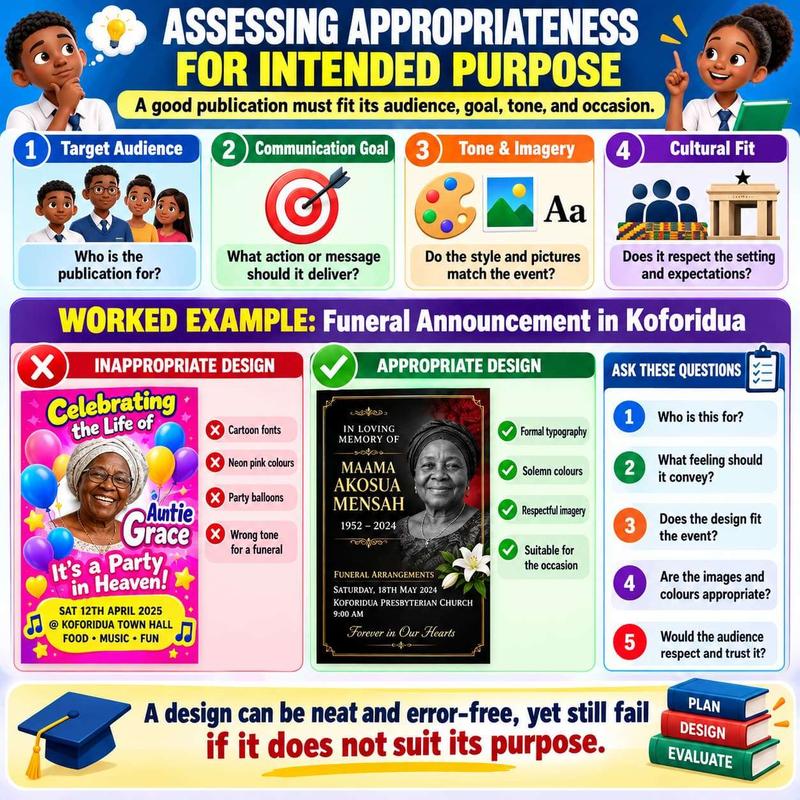 ASSESSING APPROPRIATENESS
FOR INTENDED PURPOSE
A good publication must fit its audience, goal, tone, and occasion.
1 Target Audience
Who is the
publication for?
2 Communication Goal
What action or message
should it deliver?
3 Tone & Imagery
Aa
Do the style and pictures
match the event?
4 Cultural Fit
Does it respect the setting
and expectations?
WORKED EXAMPLE: Funeral Announcement in Koforidua
INAPPROPRIATE DESIGN
Celebrating
the Life of
Auntie
Grace
It's a Party
in Heaven!
SAT 12TH APRIL 2025
@ KOFORIDUA TOWN HALL
FOOD • MUSIC • FUN
Cartoon fonts
Neon pink colours
Party balloons
Wrong tone
for a funeral
APPROPRIATE DESIGN
IN LOVING
MEMORY OF
MAAMA
AKOSUA
MENSAH
1952 – 2024
FUNERAL ARRANGEMENTS
SATURDAY, 18TH MAY 2024
KOFORIDUA PRESBYTERIAN CHURCH
9:00 AM
Forever in Our Hearts
Formal typography
Solemn colours
Respectful imagery
Suitable for
the occasion
ASK THESE QUESTIONS
1 Who is this for?
2 What feeling should
it convey?
3 Does the design fit
the event?
4 Are the images and
colours appropriate?
5 Would the audience
respect and trust it?
A design can be neat and error-free, yet still fail
if it does not suit its purpose.
PLAN
DESIGN
EVALUATE